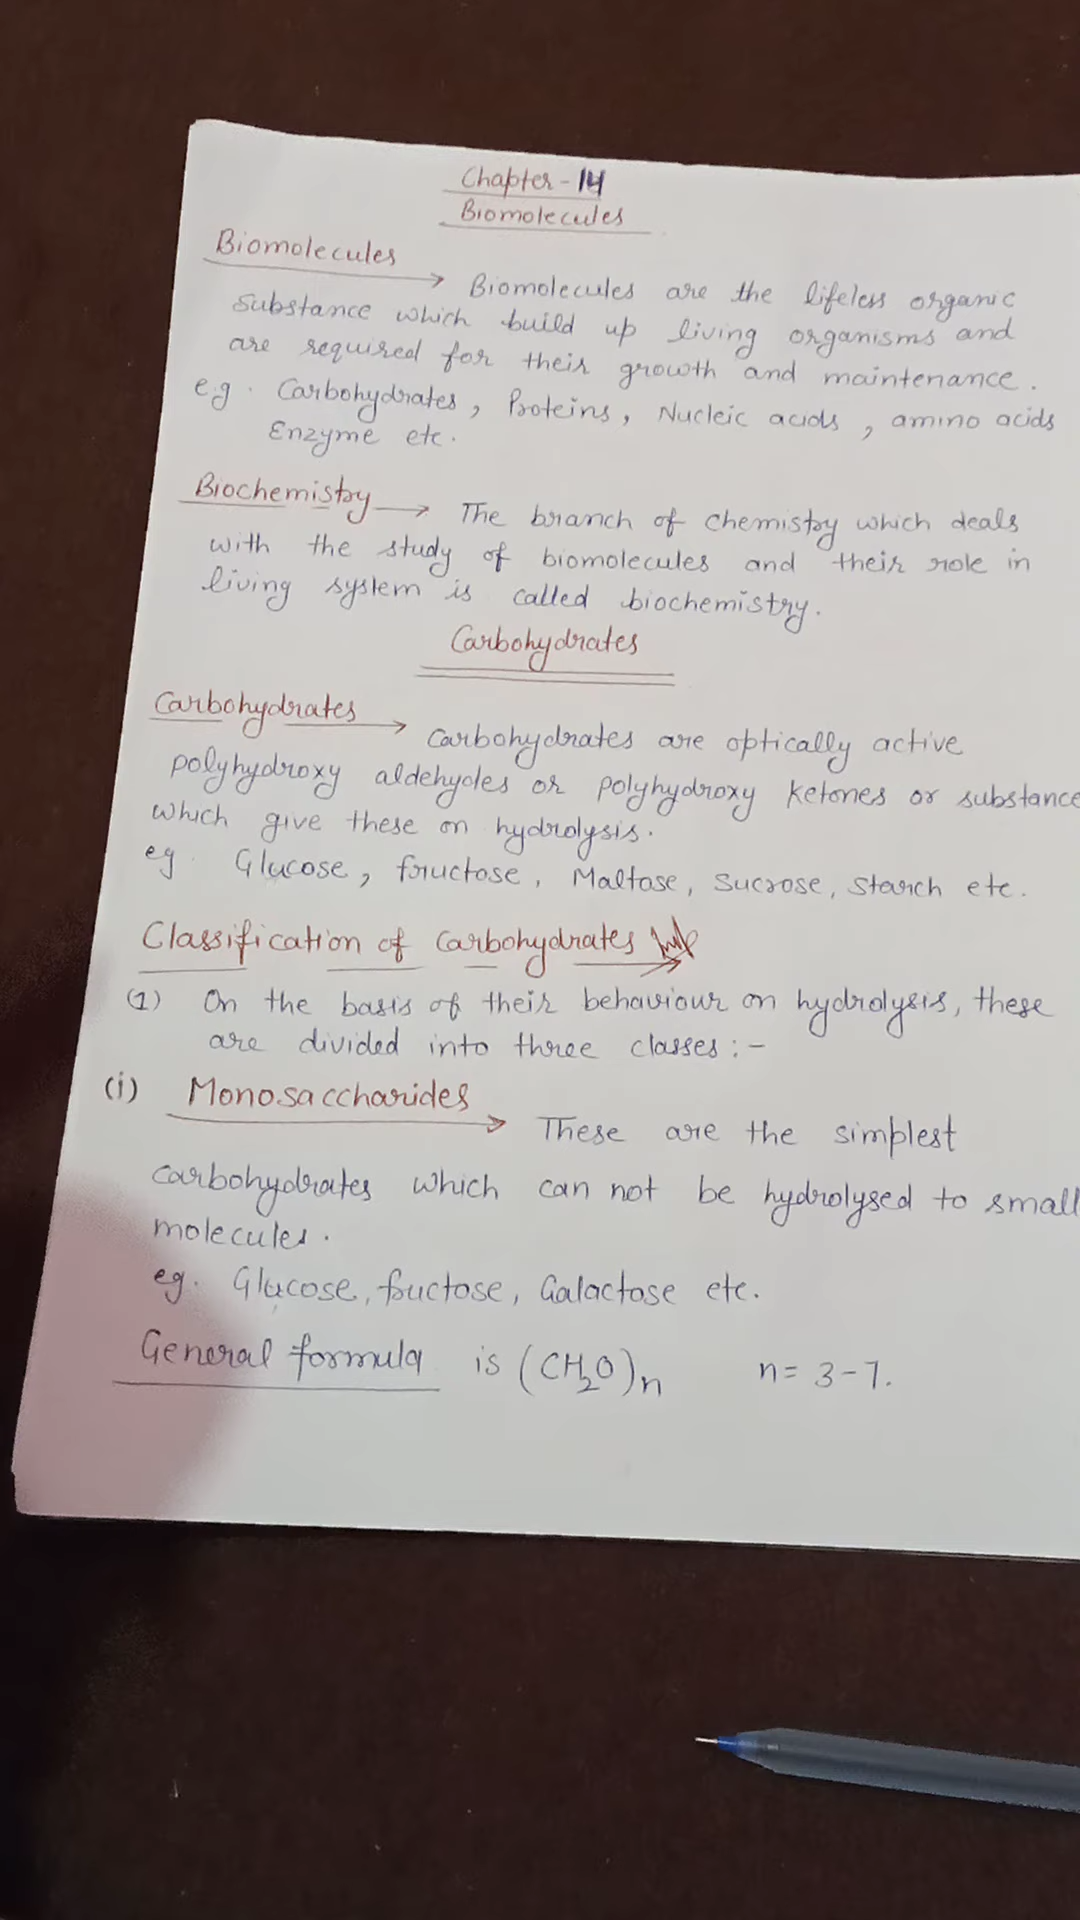 Chapter-14
Biomolecules
Biomolecules
→ Biomolecules are the lifeless organic
substance which build up living organisms and
are required for their growth and maintenance.
e.g. Carbohydrates, Proteins, Nucleic acids, amino acids
Enzyme etc.
Biochemistry → The branch of chemistry which deals
with the study of biomolecules and their role in
living system is called biochemistry.
Carbohydrates
Carbohydrates
→ Carbohydrates are optically active
polyhydroxy aldehydes or polyhydroxy Ketones or substance
which give these on hydrolysis.
eg. Glucose, fructose, Maltose, Sucrose, Starch etc.
Classification of Carbohydrates Imp
(1) On the basis of their behaviour on hydrolysis, these
are divided into three classes :-
(i) Monosaccharides
→ These are the simplest
carbohydrates which can not be hydrolysed to small
molecules.
eg. Glucose, fructose, Galactose etc.
General formula is (CH₂O)n n= 3-7.